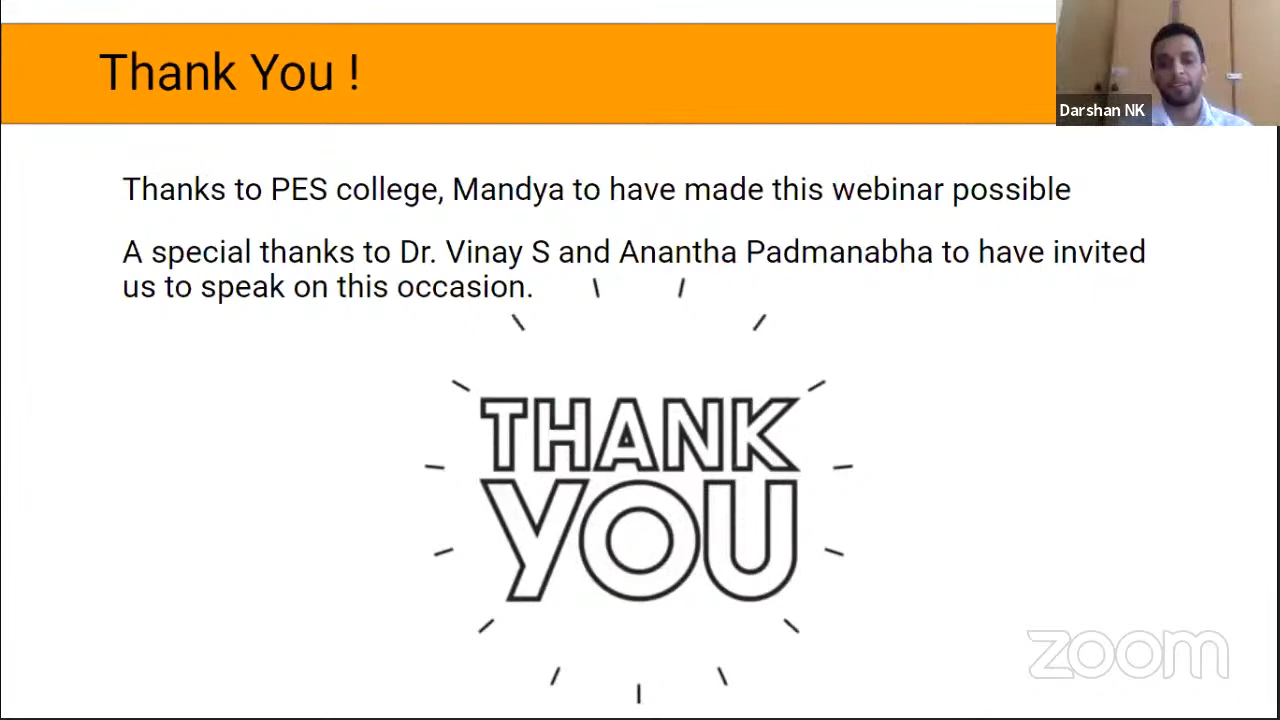 Thank You !
Darshan NK
Thanks to PES college, Mandya to have made this webinar possible
A special thanks to Dr. Vinay S and Anantha Padmanabha to have invited
us to speak on this occasion.
THANK
YOU
zoom